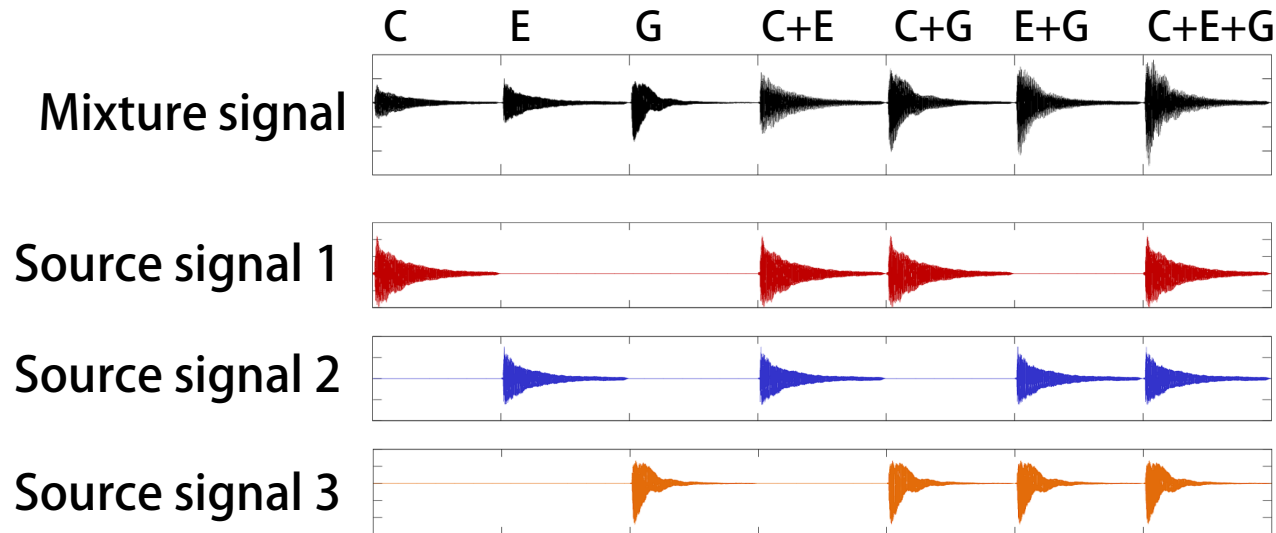 C E G C+E C+G E+G C+E+G
Mixture signal
Source signal 1
Source signal 2
Source signal 3